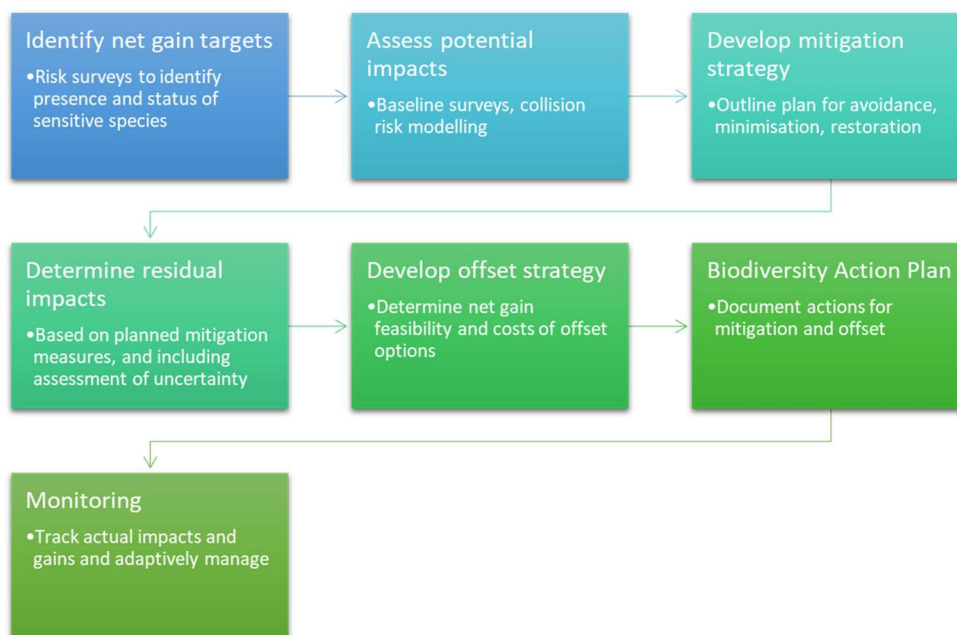 Identify net gain targets
•Risk surveys to identify
presence and status of
sensitive species
Assess potential
impacts
•Baseline surveys, collision
risk modelling
Develop mitigation
strategy
•Outline plan for avoidance,
minimisation, restoration
Determine residual
impacts
•Based on planned mitigation
measures, and including
assessment of uncertainty
Develop offset strategy
•Determine net gain
feasibility and costs of offset
options
Biodiversity Action Plan
•Document actions for
mitigation and offset
Monitoring
•Track actual impacts and
gains and adaptively manage